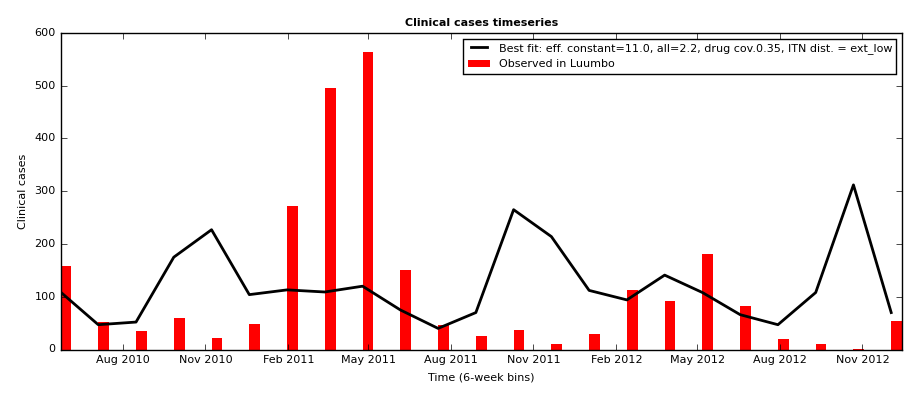 Clinical cases timeseries
Best fit: eff. constant=11.0, all=2.2, drug cov.0.35, ITN dist. = ext_low
Observed in Luumbo
Clinical cases
600
500
400
300
200
100
0
Aug 2010 Nov 2010 Feb 2011 May 2011 Aug 2011 Nov 2011 Feb 2012 May 2012 Aug 2012 Nov 2012
Time (6-week bins)